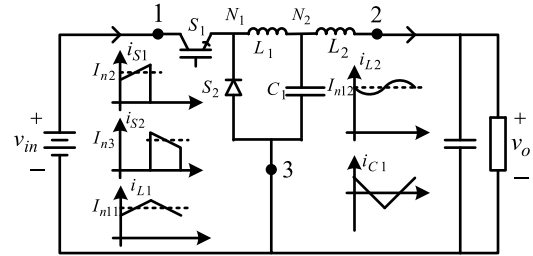 1 S1 N1 N2 2
L1 L2
iS1
In2
S2
C1
iL2
In12
iS2
In3
+
vin
−
3
iC1
iL1
In11
+
vo
−